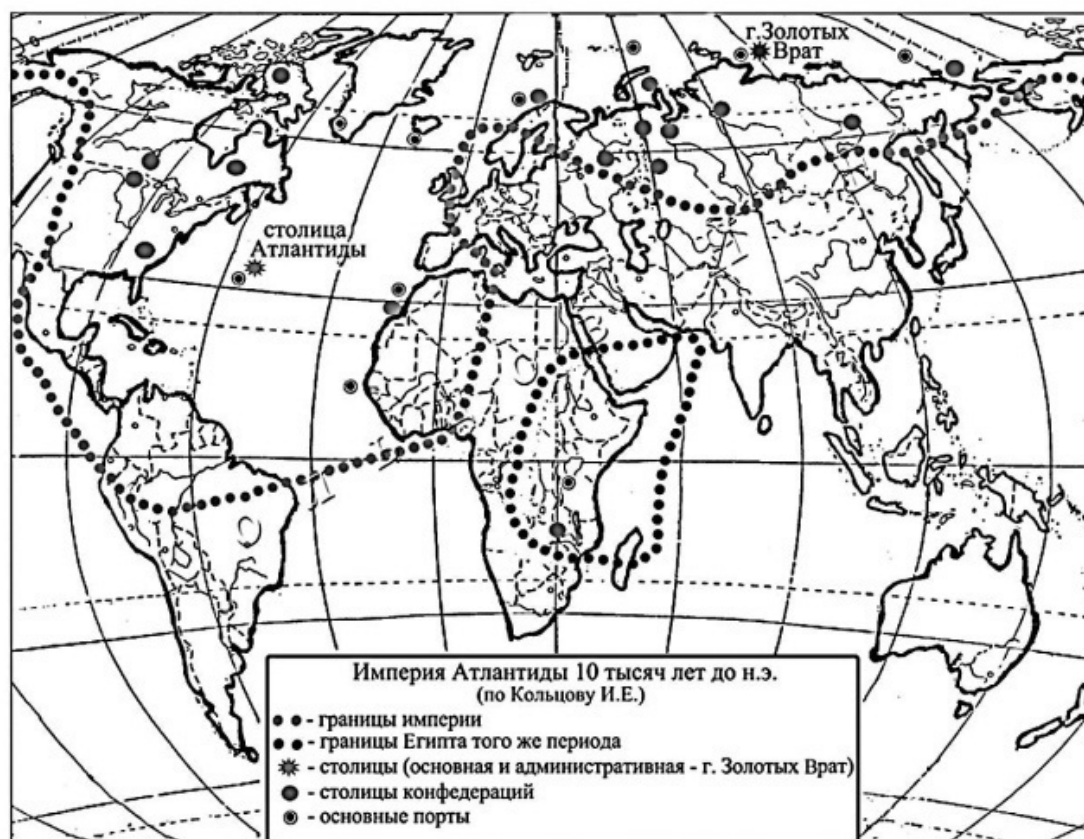 г.Золотых
Врат
столица
Атлантиды
Империя Атлантиды 10 тысяч лет до н.э.
(по Кольцову И.Е.)
- границы империи
- границы Египта того же периода
- столицы (основная и административная - г. Золотых Врат)
- столицы конфедераций
- основные порты